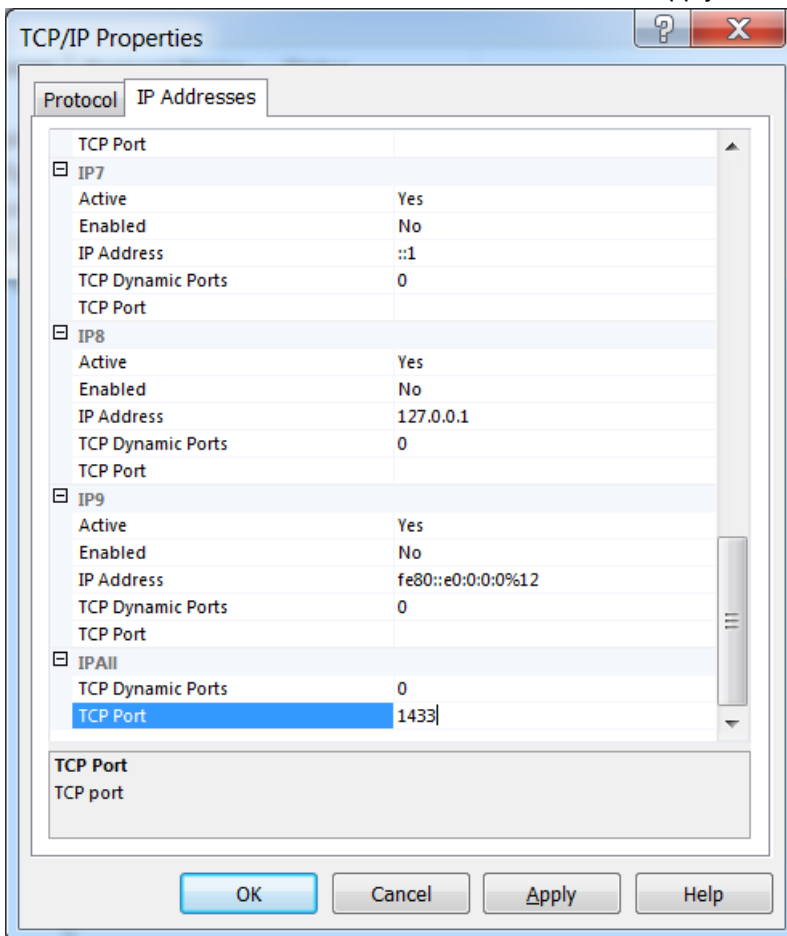 TCP/IP Properties
Protocol IP Addresses
TCP Port
IP7
Active Yes
Enabled No
IP Address ::1
TCP Dynamic Ports 0
TCP Port
IP8
Active Yes
Enabled No
IP Address 127.0.0.1
TCP Dynamic Ports 0
TCP Port
IP9
Active Yes
Enabled No
IP Address fe80::e0:0:0:0%12
TCP Dynamic Ports 0
TCP Port
IPAll
TCP Dynamic Ports 0
TCP Port 1433
TCP Port
TCP port
OK Cancel Apply Help